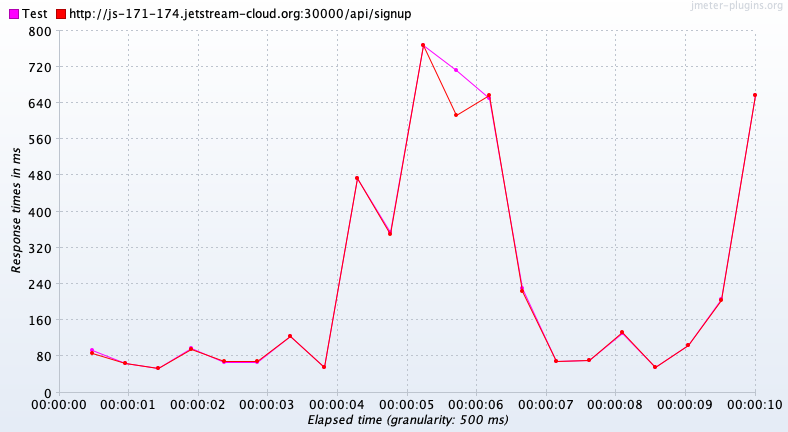 jmeter-plugins.org
Test http://js-171-174.jetstream-cloud.org:30000/api/signup
800
720
640
560
480
400
320
240
160
80
0
Response times in ms
00:00:00 00:00:01 00:00:02 00:00:03 00:00:04 00:00:05 00:00:06 00:00:07 00:00:08 00:00:09 00:00:10
Elapsed time (granularity: 500 ms)